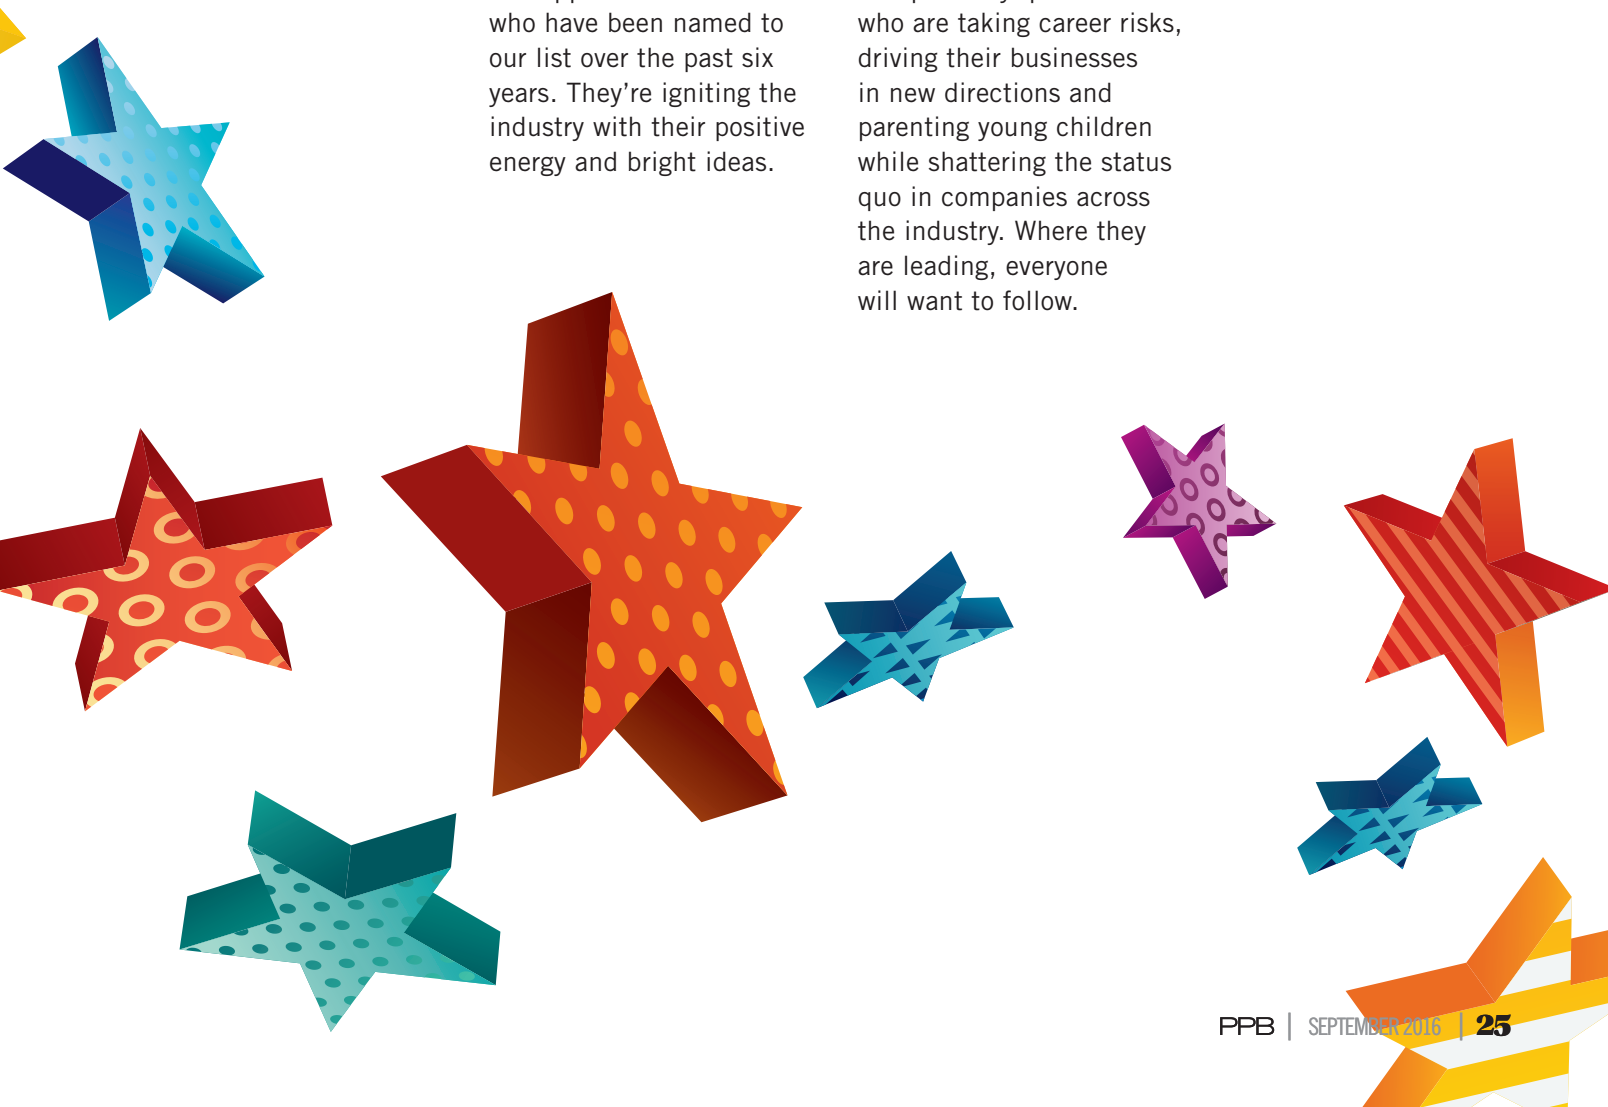 who have been named to
our list over the past six
years. They’re igniting the
industry with their positive
energy and bright ideas.
who are taking career risks,
driving their businesses
in new directions and
parenting young children
while shattering the status
quo in companies across
the industry. Where they
are leading, everyone
will want to follow.
PPB | SEPTEMBER 2016 | 25